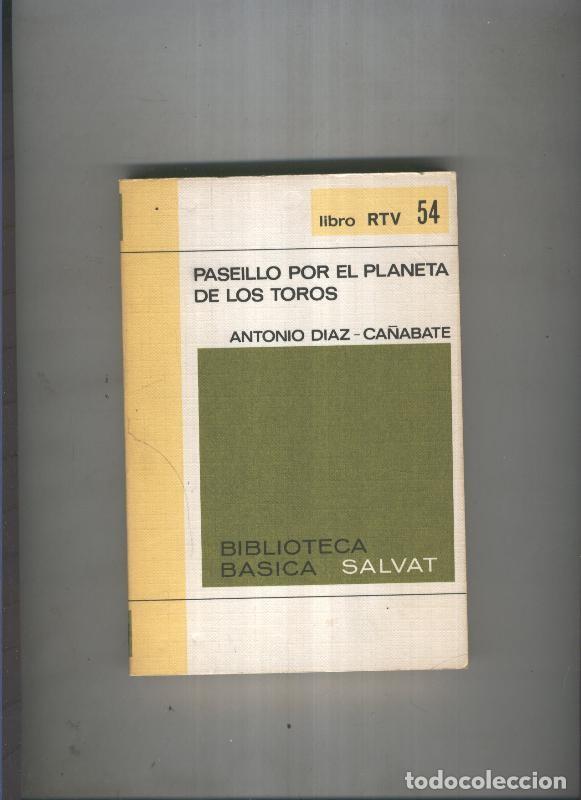 libro RTV 54
PASEILLO POR EL PLANETA
DE LOS TOROS
ANTONIO DIAZ - CAÑABATE
BIBLIOTECA
BASICA SALVAT
todocoleccion